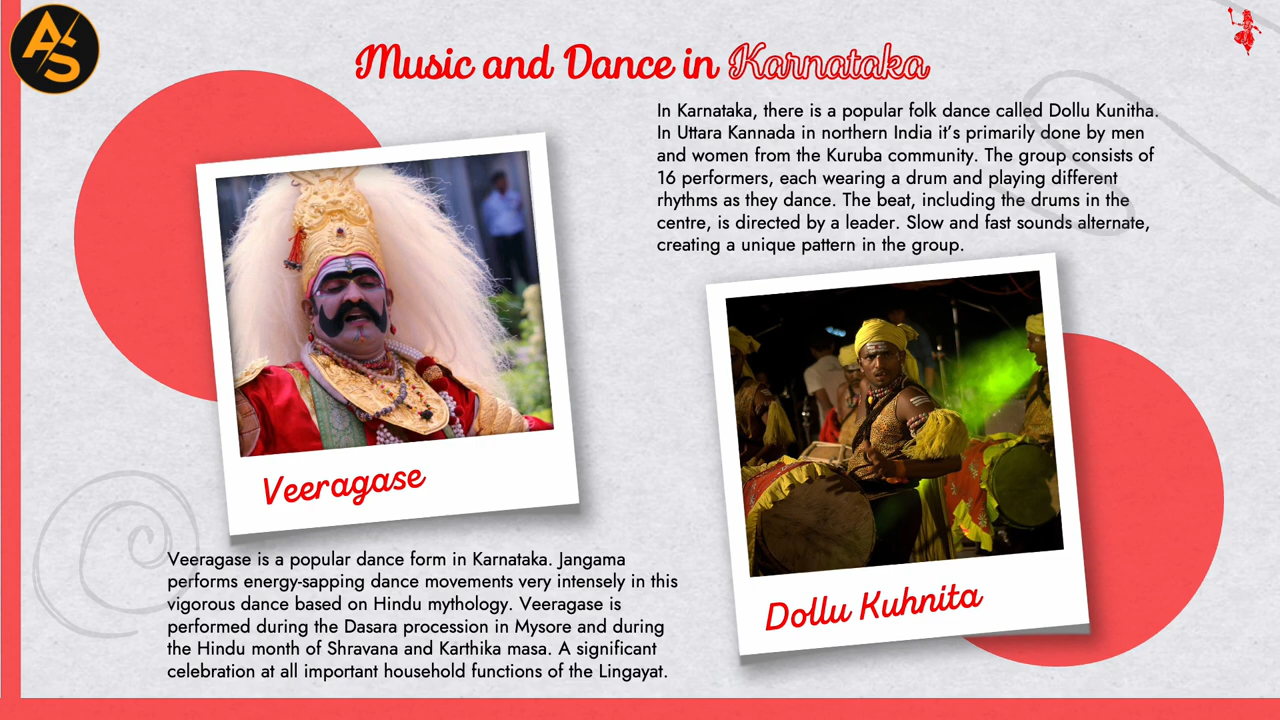 AS
Music and Dance in Karnataka
In Karnataka, there is a popular folk dance called Dollu Kunitha.
In Uttara Kannada in northern India it's primarily done by men
and women from the Kuruba community. The group consists of
16 performers, each wearing a drum and playing different
rhythms as they dance. The beat, including the drums in the
centre, is directed by a leader. Slow and fast sounds alternate,
creating a unique pattern in the group.
Veeragase
Veeragase is a popular dance form in Karnataka. Jangama
performs energy-sapping dance movements very intensely in this
vigorous dance based on Hindu mythology. Veeragase is
performed during the Dasara procession in Mysore and during
the Hindu month of Shravana and Karthika masa. A significant
celebration at all important household functions of the Lingayat.
Dollu Kuhnita